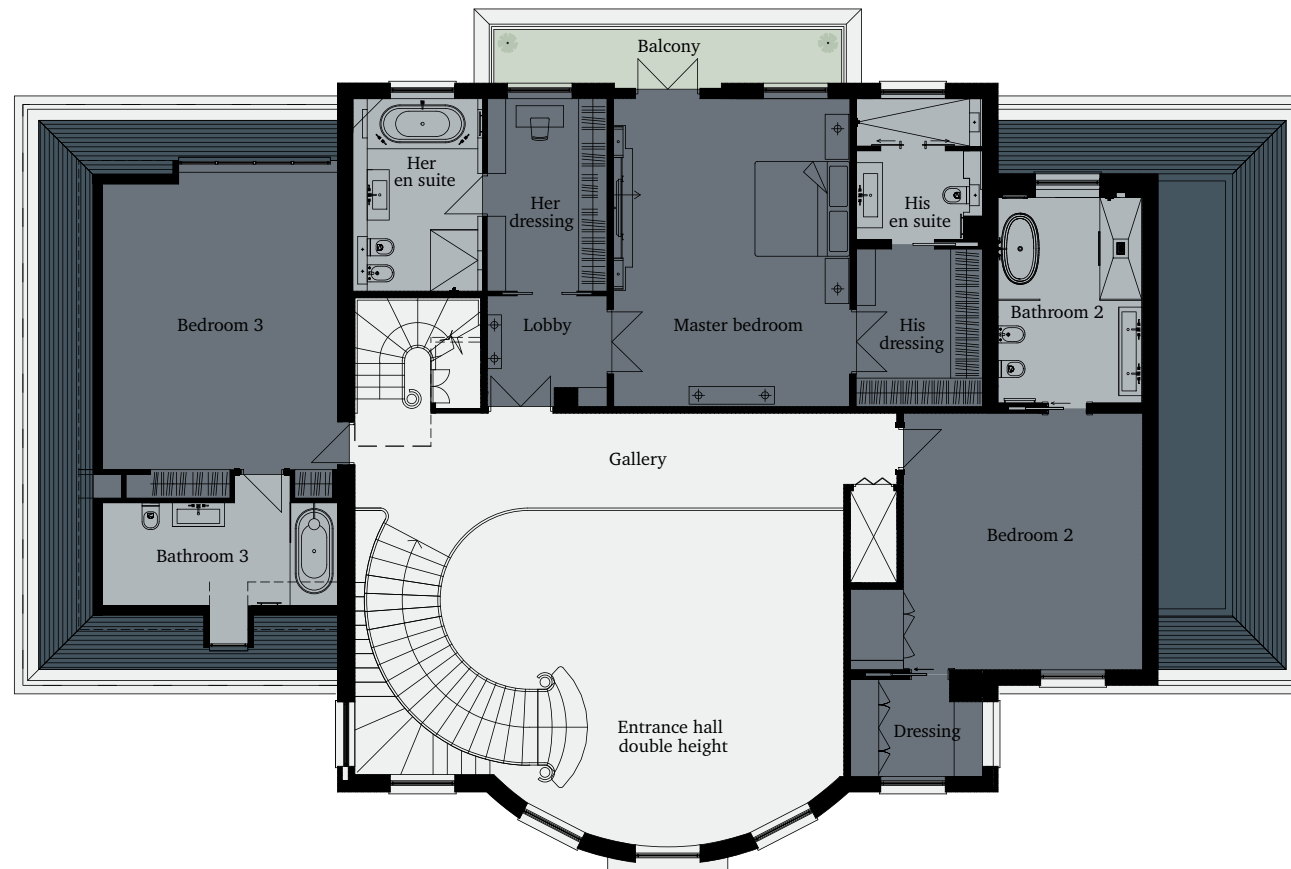 Balcony
Her
en suite
Her
dressing
His
en suite
Bedroom 3
Lobby
Master bedroom
His
dressing
Bathroom 2
Gallery
Bathroom 3
Bedroom 2
Entrance hall
double height
Dressing